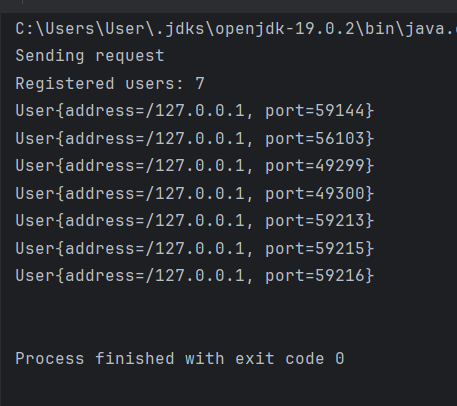 C:\Users\User\.jdks\openjdk-19.0.2\bin\java.
Sending request
Registered users: 7
User{address=/127.0.0.1, port=59144}
User{address=/127.0.0.1, port=56103}
User{address=/127.0.0.1, port=49299}
User{address=/127.0.0.1, port=49300}
User{address=/127.0.0.1, port=59213}
User{address=/127.0.0.1, port=59215}
User{address=/127.0.0.1, port=59216}
Process finished with exit code 0